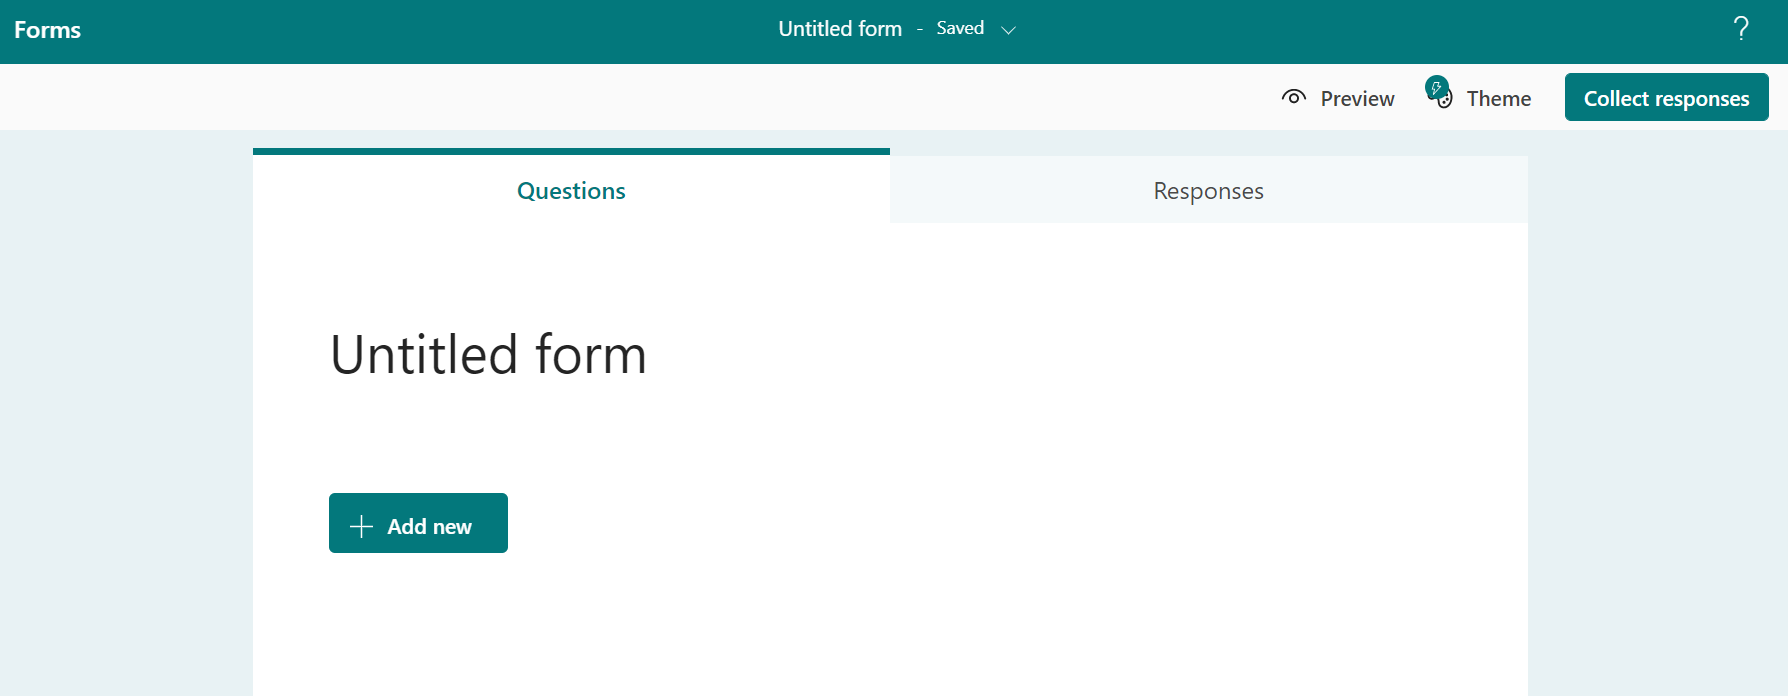 Forms
Untitled form - Saved
?
Preview
Theme
Collect responses
Questions
Responses
Untitled form
Add new